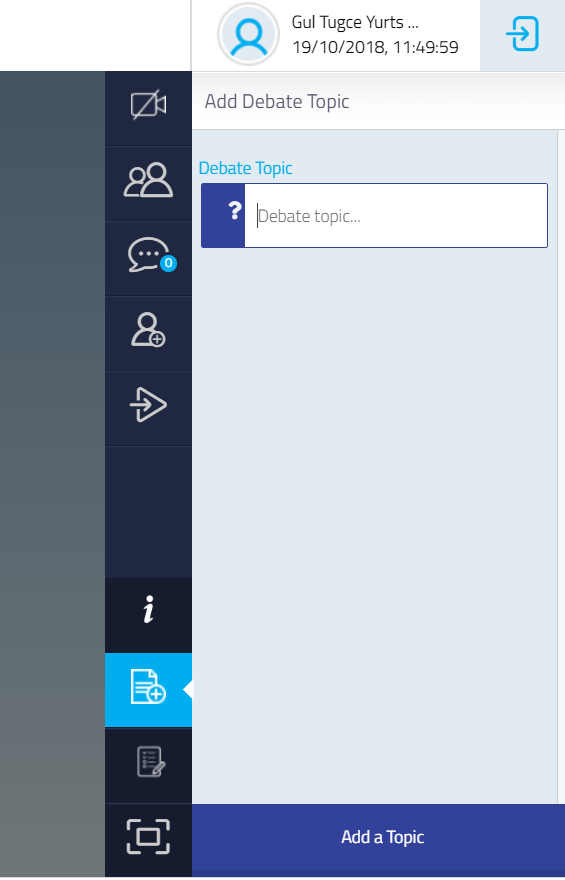 Gul Tugce Yurts ...
19/10/2018, 11:49:59
Add Debate Topic
Debate Topic
?
Debate topic...
0
i
Add a Topic